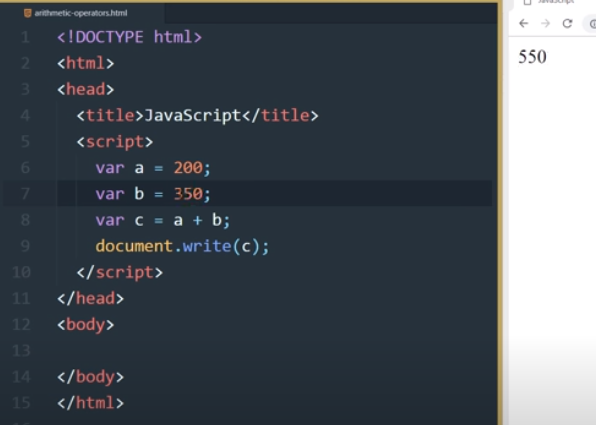 arithmetic-operators.html
JavaScript
1 <!DOCTYPE html>
2 <html>
3 <head>
4 <title>JavaScript</title>
5 <script>
6 var a = 200;
7 var b = 350;
8 var c = a + b;
9 document.write(c);
10 </script>
11 </head>
12 <body>
13
14 </body>
15 </html>
550